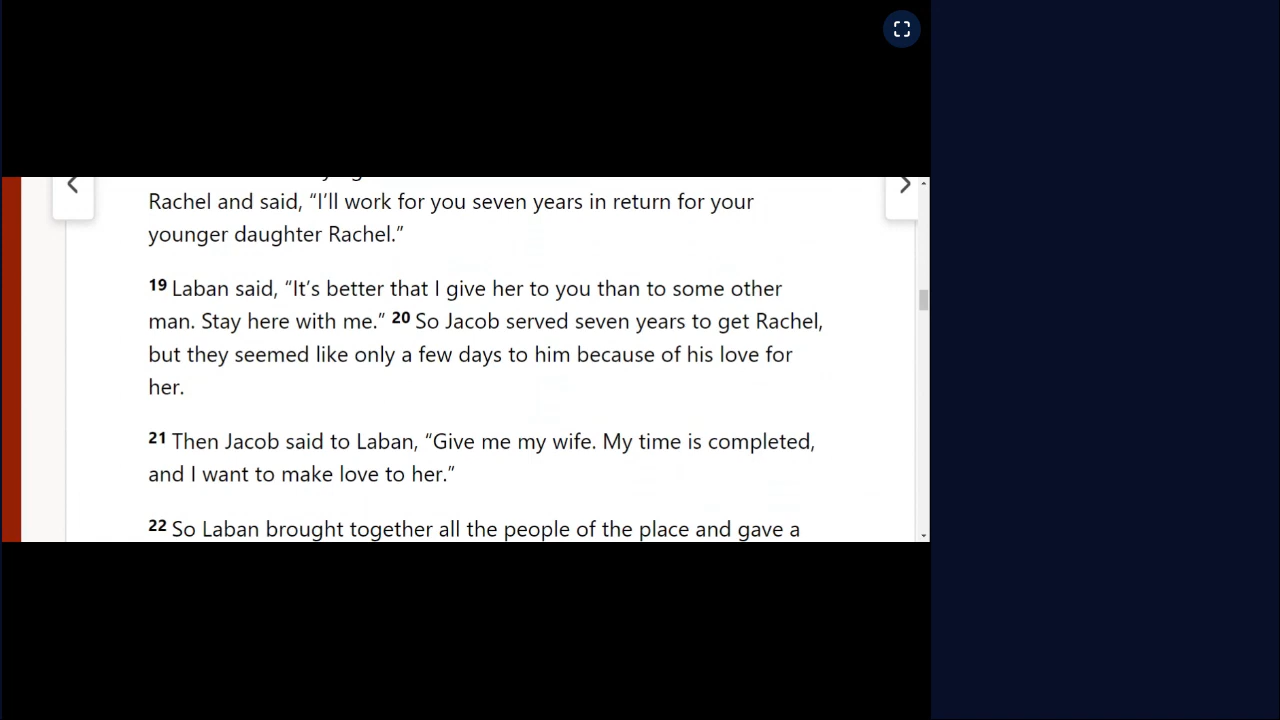 Rachel and said, “I’ll work for you seven years in return for your
younger daughter Rachel.”
19 Laban said, “It’s better that I give her to you than to some other
man. Stay here with me.” 20 So Jacob served seven years to get Rachel,
but they seemed like only a few days to him because of his love for
her.
21 Then Jacob said to Laban, “Give me my wife. My time is completed,
and I want to make love to her.”
22 So Laban brought together all the people of the place and gave a